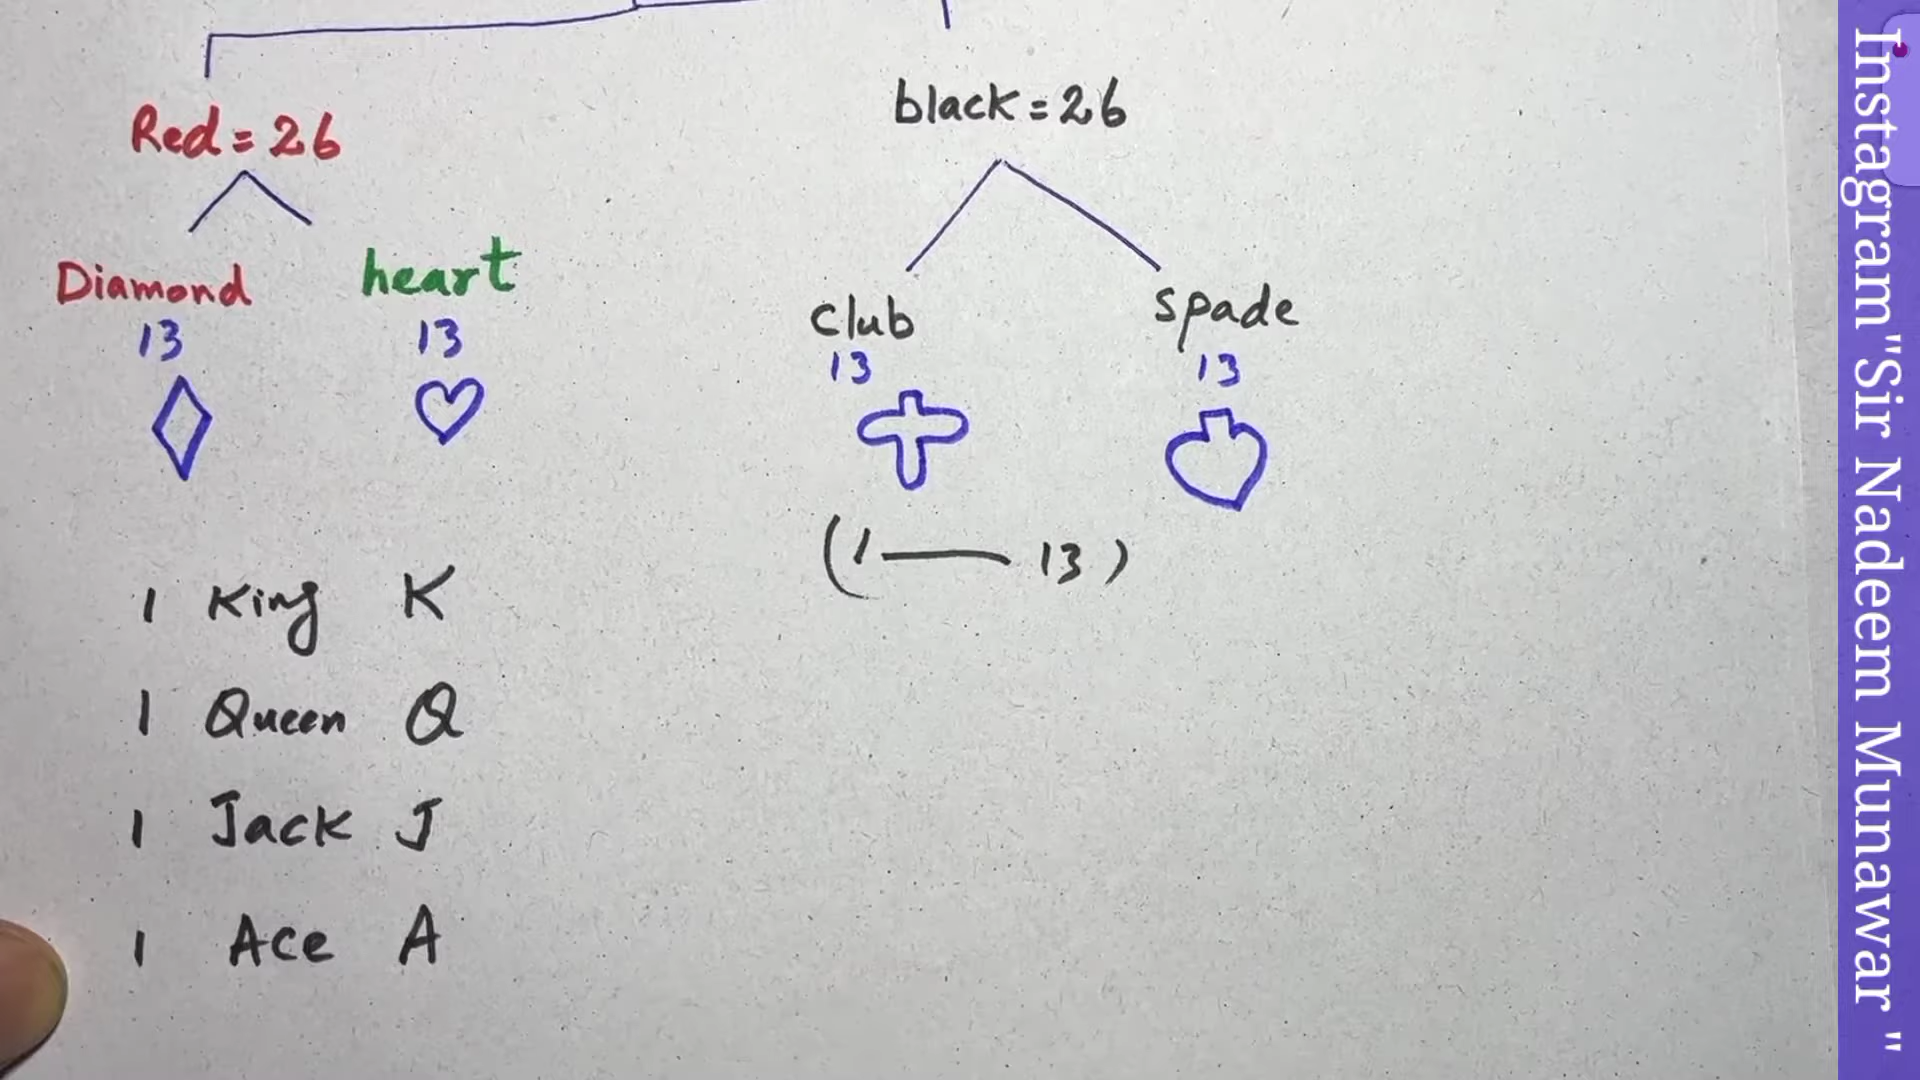 Red = 26
black = 26
Diamond
heart
club
spade
13
13
13
13
(1 — 13)
1 King K
1 Queen Q
1 Jack J
1 Ace A
Instagram"Sir Nadeem Munawar "